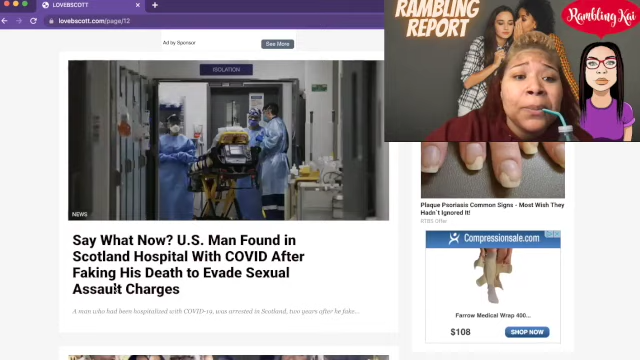 LOVEBSCOTT
lovebscott.com/page/12
Ad by Sponsor
See More
ISOLATION
NEWS
Say What Now? U.S. Man Found in
Scotland Hospital With COVID After
Faking His Death to Evade Sexual
Assault Charges
A man who had been hospitalized with COVID-19, was arrested in Scotland, two years after he fake...
RAMBLING
REPORT
Rambling Kai
Plaque Psoriasis Common Signs - Most Wish They
Hadn't Ignored It!
Compressionsale.com
Farrow Medical Wrap 400...
$108
SHOP NOW